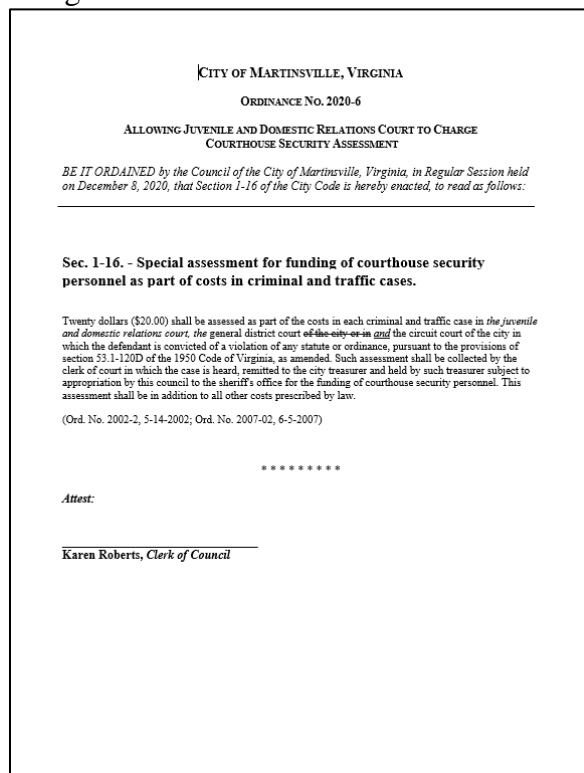 CITY OF MARTINSVILLE, VIRGINIA
ORDINANCE NO. 2020-6
ALLOWING JUVENILE AND DOMESTIC RELATIONS COURT TO CHARGE
COURTHOUSE SECURITY ASSESSMENT
BE IT ORDAINED by the Council of the City of Martinsville, Virginia, in Regular Session held
on December 8, 2020, that Section 1-16 of the City Code is hereby enacted, to read as follows:
Sec. 1-16. - Special assessment for funding of courthouse security
personnel as part of costs in criminal and traffic cases.
Twenty dollars ($20.00) shall be assessed as part of the costs in each criminal and traffic case in the juvenile
and domestic relations court, the general district court of the city or in and the circuit court of the city in
which the defendant is convicted of a violation of any statute or ordinance, pursuant to the provisions of
section 53.1-120D of the 1950 Code of Virginia, as amended. Such assessment shall be collected by the
clerk of court in which the case is heard, remitted to the city treasurer and held by such treasurer subject to
appropriation by this council to the sheriff's office for the funding of courthouse security personnel. This
assessment shall be in addition to all other costs prescribed by law.
(Ord. No. 2002-2, 5-14-2002; Ord. No. 2007-02, 6-5-2007)
* * * * * * * * *
Attest:
Karen Roberts, Clerk of Council